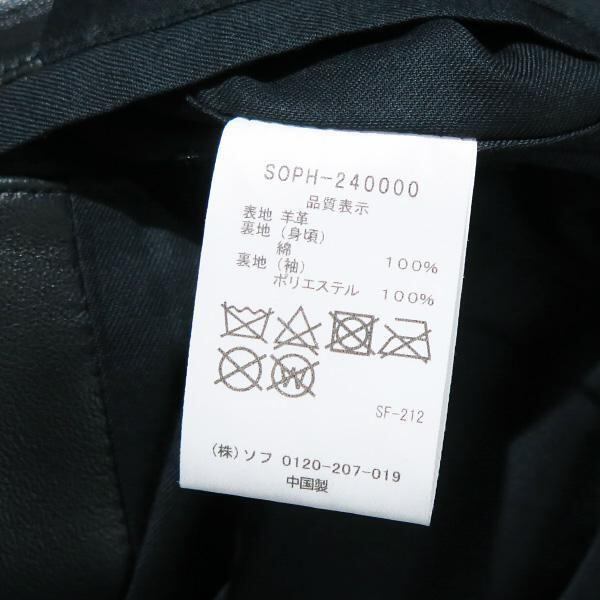 SOPH-240000
品質表示
表地 羊革
裏地（身頃）
綿 100%
裏地（袖）
ポリエステル 100%
W
SF-212
（株）ソフ 0120-207-019
中国製